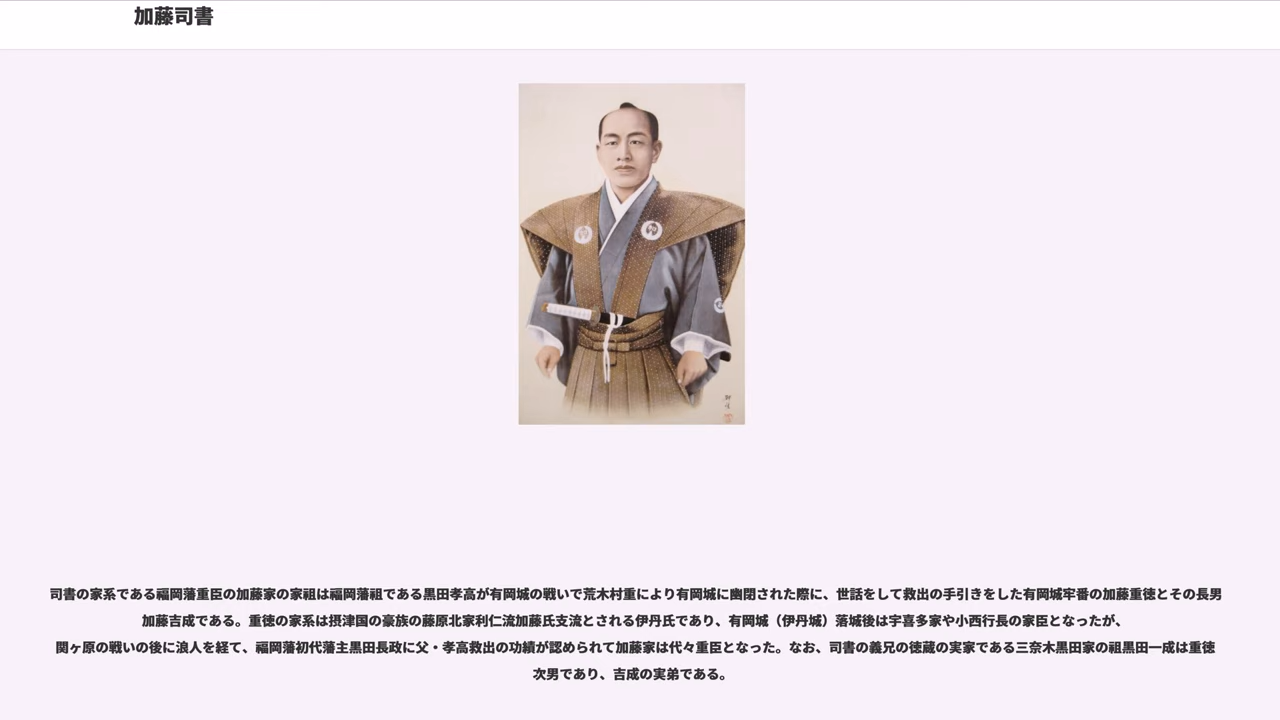 加藤司書
司書の家系である福岡藩重臣の加藤家の家祖は福岡藩祖である黒田孝高が有岡城の戦いで荒木村重により有岡城に幽閉された際に、世話をして救出の手引きをした有岡城牢番の加藤重徳とその長男
加藤吉成である。重徳の家系は摂津国の豪族の藤原北家利仁流加藤氏支流とされる伊丹氏であり、有岡城（伊丹城）落城後は宇喜多家や小西行長の家臣となったが、
関ヶ原の戦いの後に浪人を経て、福岡藩初代藩主黒田長政に父・孝高救出の功績が認められて加藤家は代々重臣となった。なお、司書の義兄の徳蔵の実家である三奈木黒田家の祖黒田一成は重徳
次男であり、吉成の実弟である。